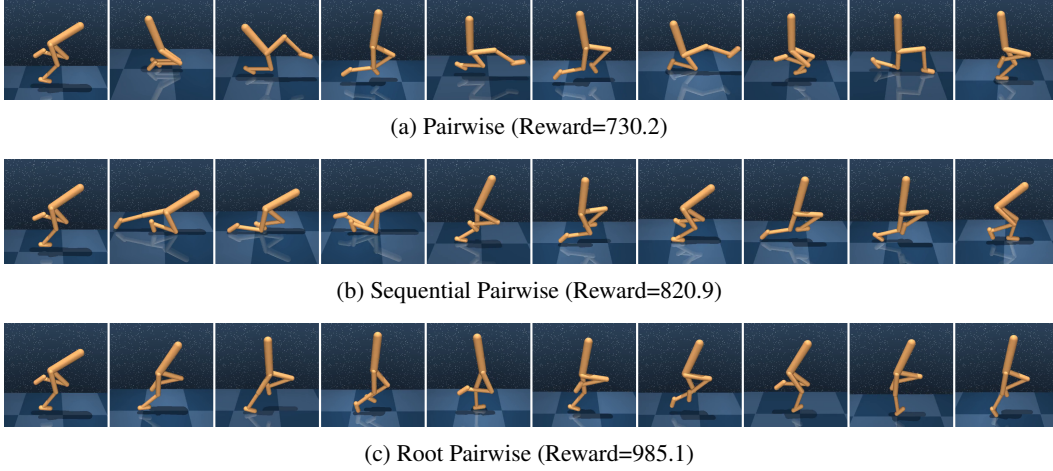 (a) Pairwise (Reward=730.2)
(b) Sequential Pairwise (Reward=820.9)
(c) Root Pairwise (Reward=985.1)